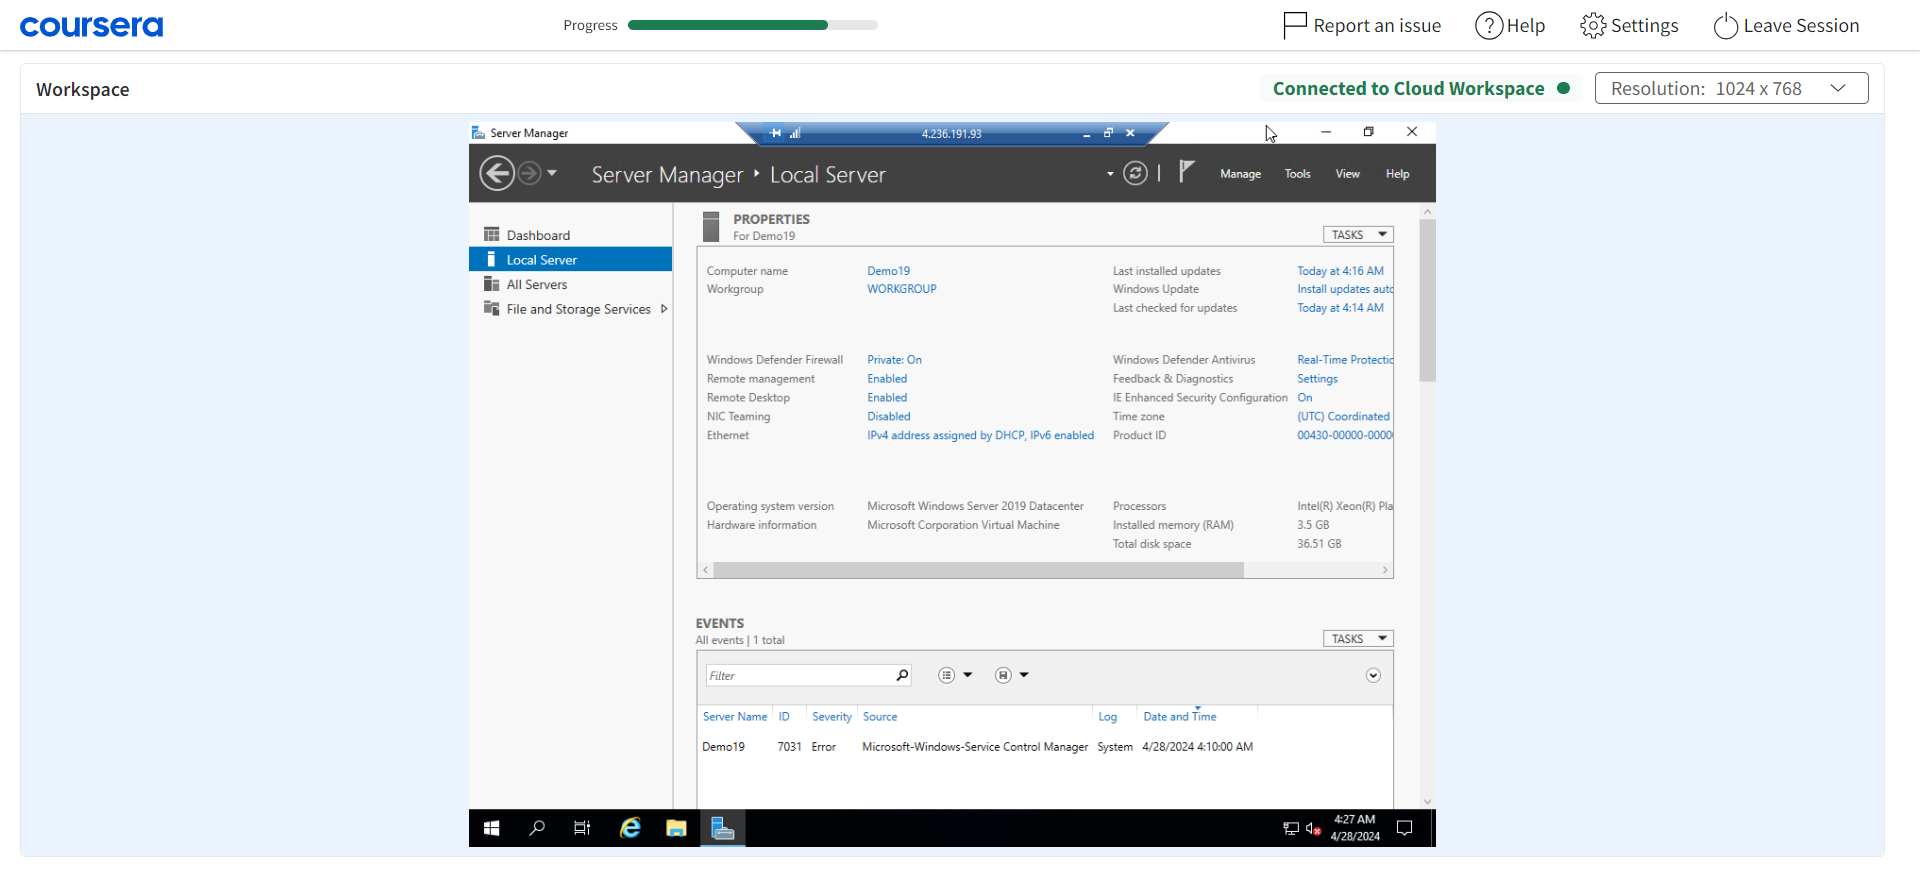 coursera
Progress
Report an issue
? Help
Settings
Leave Session
Workspace
Connected to Cloud Workspace
Resolution: 1024 x 768
Server Manager
4.236.191.93
Server Manager ‣ Local Server
Manage Tools View Help
Dashboard
Local Server
All Servers
File and Storage Services
PROPERTIES
For Demo19
TASKS
Computer name Demo19 Last installed updates Today at 4:16 AM
Workgroup WORKGROUP Windows Update Install updates auto
Last checked for updates Today at 4:14 AM
Windows Defender Firewall Private: On Windows Defender Antivirus Real-Time Protectio
Remote management Enabled Feedback & Diagnostics Settings
Remote Desktop Enabled IE Enhanced Security Configuration On
NIC Teaming Disabled Time zone (UTC) Coordinated
Ethernet IPv4 address assigned by DHCP, IPv6 enabled Product ID 00430-00000-0000
Operating system version Microsoft Windows Server 2019 Datacenter Processors Intel(R) Xeon(R) Pla
Hardware information Microsoft Corporation Virtual Machine Installed memory (RAM) 3.5 GB
Total disk space 36.51 GB
EVENTS
All events | 1 total
TASKS
Filter
Server Name ID Severity Source Log Date and Time
Demo19 7031 Error Microsoft-Windows-Service Control Manager System 4/28/2024 4:10:00 AM
4:27 AM
4/28/2024